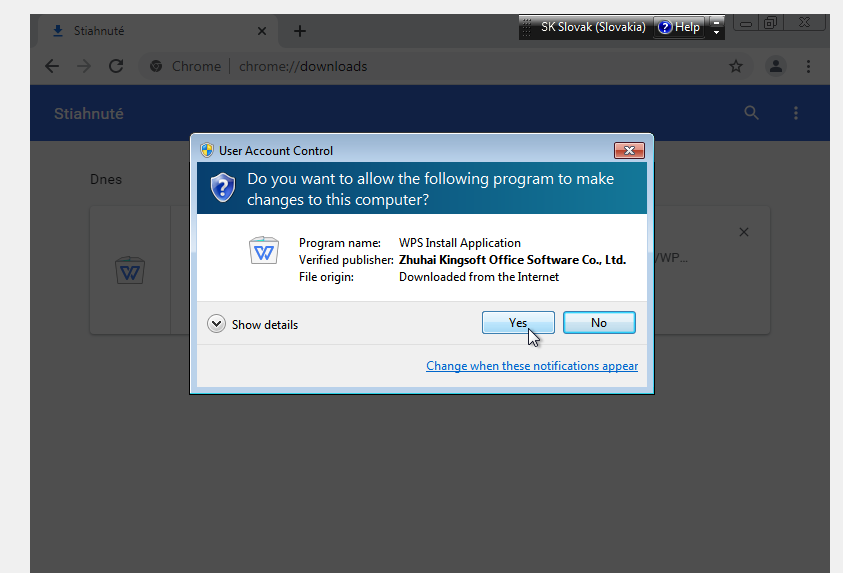 Stiahnuté
SK Slovak (Slovakia) Help
Chrome chrome://downloads
Stiahnuté
Dnes
User Account Control
Do you want to allow the following program to make
changes to this computer?
Program name: WPS Install Application
Verified publisher: Zhuhai Kingsoft Office Software Co., Ltd.
File origin: Downloaded from the Internet
/WP...
Show details
Yes
No
Change when these notifications appear